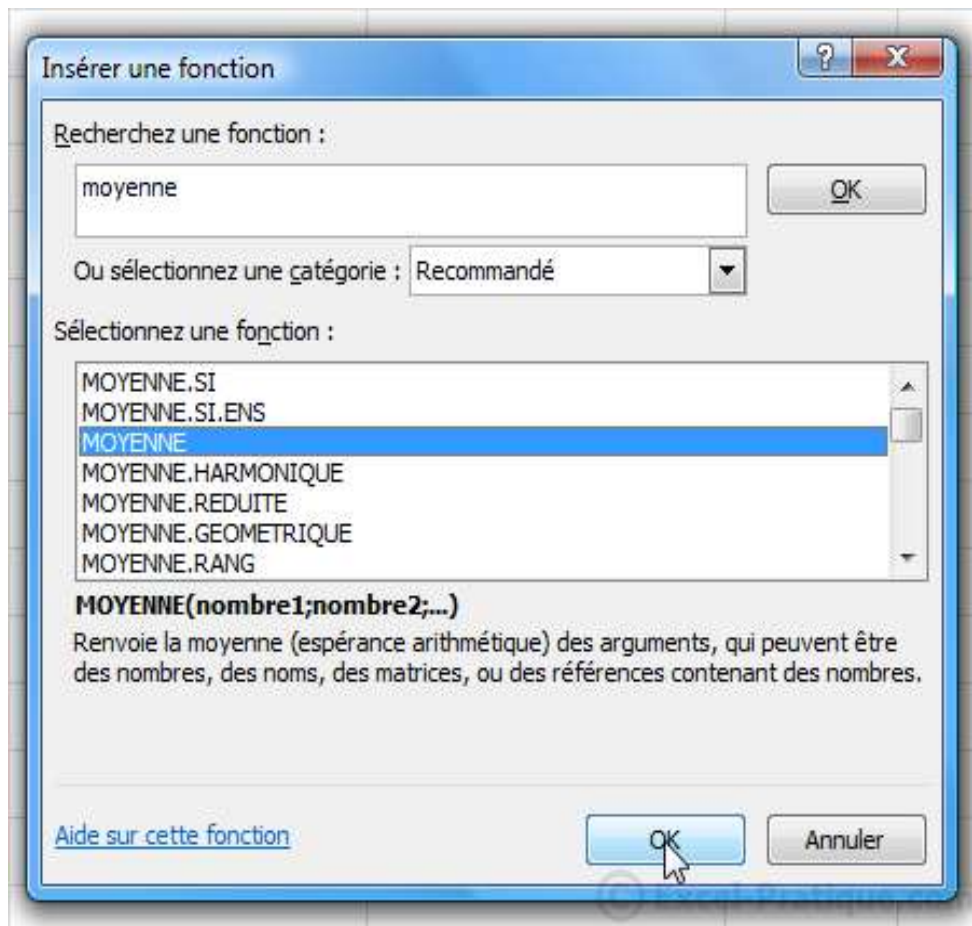 Insérer une fonction
Recherchez une fonction :
moyenne
OK
Ou sélectionnez une catégorie : Recommandé
Sélectionnez une fonction :
MOYENNE.SI
MOYENNE.SI.ENS
MOYENNE
MOYENNE.HARMONIQUE
MOYENNE.REDUITE
MOYENNE.GEOMETRIQUE
MOYENNE.RANG
MOYENNE(nombre1;nombre2;...)
Renvoie la moyenne (espérance arithmétique) des arguments, qui peuvent être
des nombres, des noms, des matrices, ou des références contenant des nombres.
Aide sur cette fonction
OK
Annuler
© Excel-Pratique.com